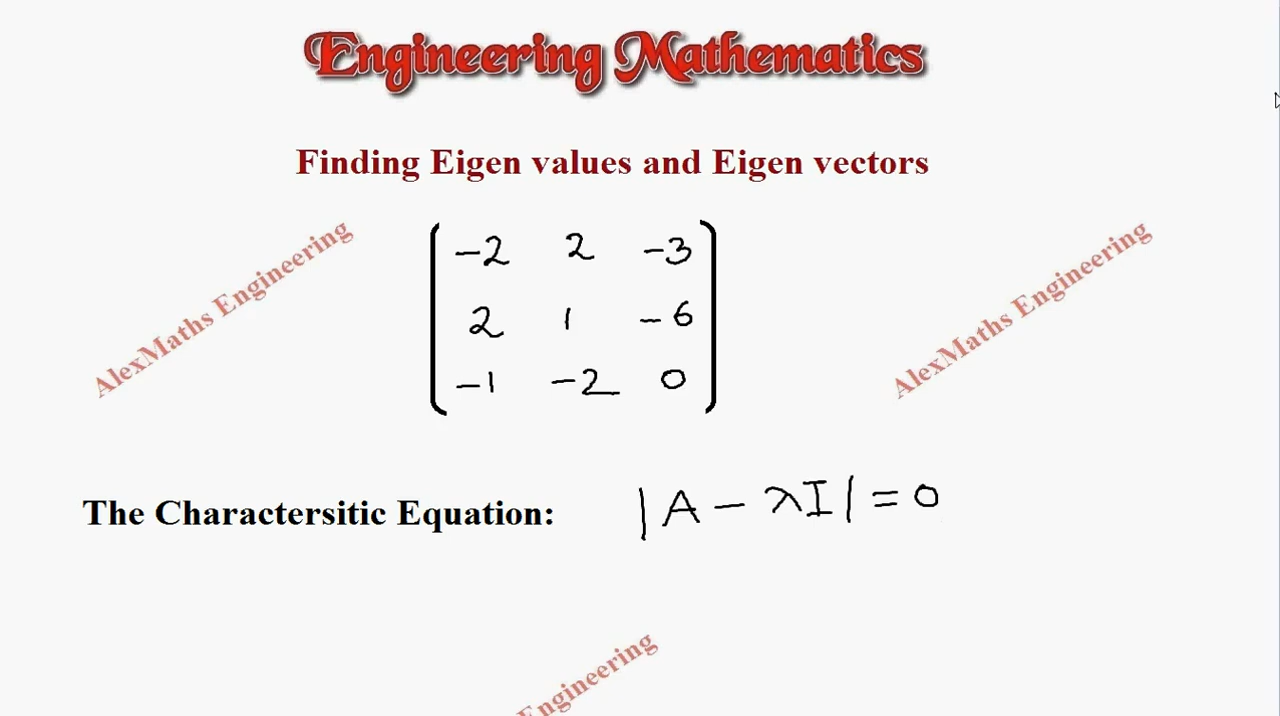 Engineering Mathematics
Finding Eigen values and Eigen vectors
-2 2 -3
2 1 -6
-1 -2 0
AlexMaths Engineering
AlexMaths Engineering
The Charactersitic Equation: |A - λI| = 0
Engineering